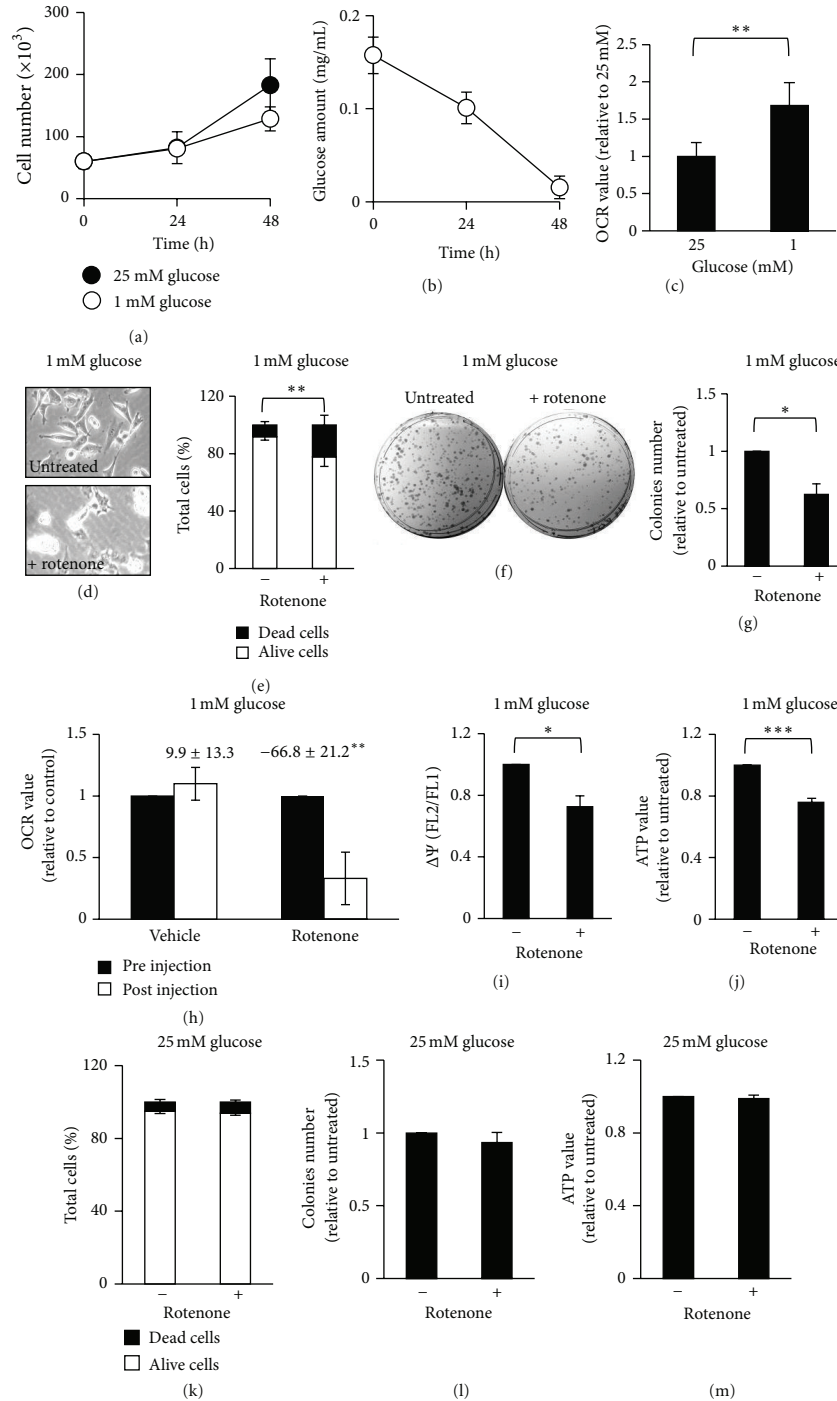 300
200
100
0
Cell number (×10³)
0 24 48
Time (h)
25 mM glucose
1 mM glucose
(a)
0.2
0.1
0
Glucose amount (mg/mL)
0 24 48
Time (h)
(b)
**
2.5
2
1.5
1
0.5
0
OCR value (relative to 25 mM)
25 1
Glucose (mM)
(c)
1 mM glucose
Untreated
+ rotenone
(d)
1 mM glucose
**
120
80
40
0
Total cells (%)
− +
Rotenone
Dead cells
Alive cells
(e)
1 mM glucose
Untreated + rotenone
(f)
1 mM glucose
*
1.5
1
0.5
0
Colonies number
(relative to untreated)
− +
Rotenone
(g)
1 mM glucose
1.5
1
0.5
0
OCR value
(relative to control)
9.9 ± 13.3 −66.8 ± 21.2**
Vehicle Rotenone
Pre injection
Post injection
(h)
1 mM glucose
*
1.2
0.8
0.4
0
ΔΨ (FL2/FL1)
− +
Rotenone
(i)
1 mM glucose
***
1.2
0.8
0.4
0
ATP value
(relative to untreated)
− +
Rotenone
(j)
25 mM glucose
120
80
40
0
Total cells (%)
− +
Rotenone
Dead cells
Alive cells
(k)
25 mM glucose
1.5
1
0.5
0
Colonies number
(relative to untreated)
− +
Rotenone
(l)
25 mM glucose
1.2
0.8
0.4
0
ATP value
(relative to untreated)
− +
Rotenone
(m)